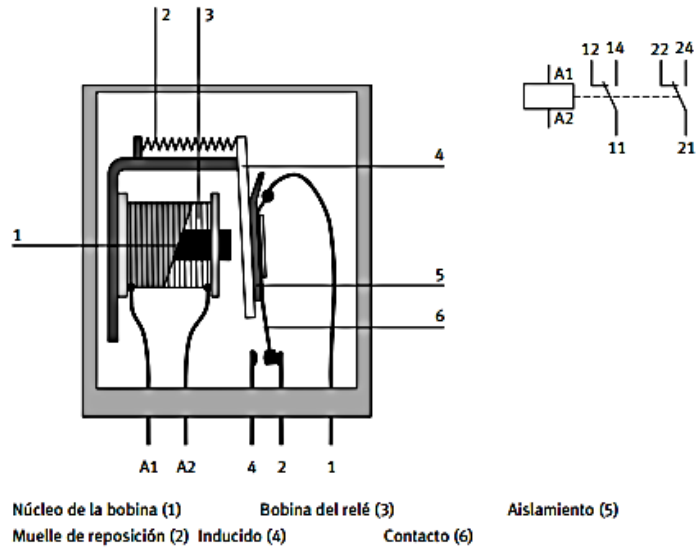 2 3
12 14 22 24
A1
A2
11 21
4
1
5
6
A1 A2 4 2 1
Núcleo de la bobina (1) Bobina del relé (3) Aislamiento (5)
Muelle de reposición (2) Inducido (4) Contacto (6)